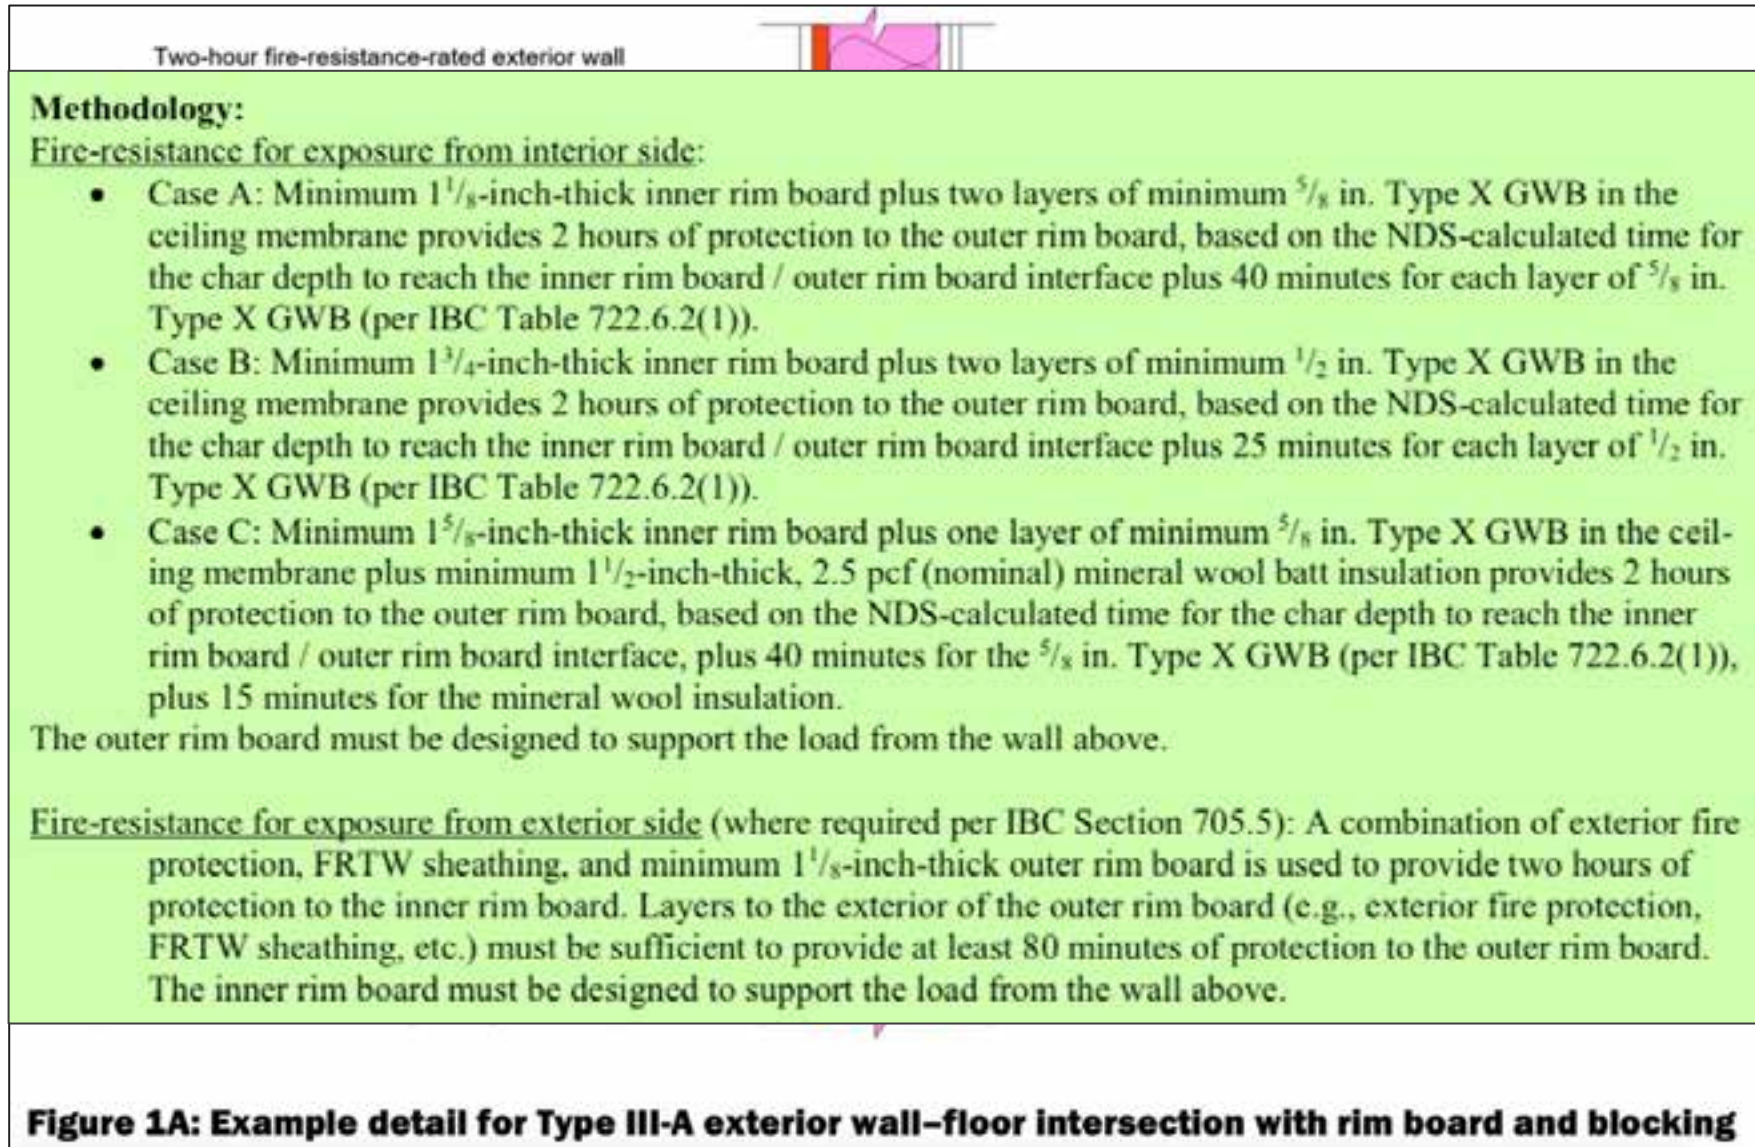 Two-hour fire-resistance-rated exterior wall
Methodology:
Fire-resistance for exposure from interior side:
• Case A: Minimum 1 1/8-inch-thick inner rim board plus two layers of minimum 5/8 in. Type X GWB in the
ceiling membrane provides 2 hours of protection to the outer rim board, based on the NDS-calculated time for
the char depth to reach the inner rim board / outer rim board interface plus 40 minutes for each layer of 5/8 in.
Type X GWB (per IBC Table 722.6.2(1)).
• Case B: Minimum 1 3/4-inch-thick inner rim board plus two layers of minimum 1/2 in. Type X GWB in the
ceiling membrane provides 2 hours of protection to the outer rim board, based on the NDS-calculated time for
the char depth to reach the inner rim board / outer rim board interface plus 25 minutes for each layer of 1/2 in.
Type X GWB (per IBC Table 722.6.2(1)).
• Case C: Minimum 1 5/8-inch-thick inner rim board plus one layer of minimum 5/8 in. Type X GWB in the ceil-
ing membrane plus minimum 1 1/2-inch-thick, 2.5 pcf (nominal) mineral wool batt insulation provides 2 hours
of protection to the outer rim board, based on the NDS-calculated time for the char depth to reach the inner
rim board / outer rim board interface, plus 40 minutes for the 5/8 in. Type X GWB (per IBC Table 722.6.2(1)),
plus 15 minutes for the mineral wool insulation.
The outer rim board must be designed to support the load from the wall above.
Fire-resistance for exposure from exterior side (where required per IBC Section 705.5): A combination of exterior fire
protection, FRTW sheathing, and minimum 1 1/8-inch-thick outer rim board is used to provide two hours of
protection to the inner rim board. Layers to the exterior of the outer rim board (e.g., exterior fire protection,
FRTW sheathing, etc.) must be sufficient to provide at least 80 minutes of protection to the outer rim board.
The inner rim board must be designed to support the load from the wall above.
Figure 1A: Example detail for Type III-A exterior wall–floor intersection with rim board and blocking